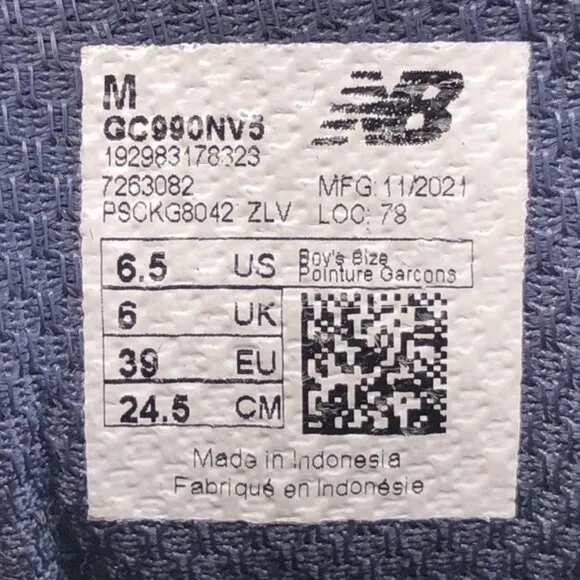 M
NB
GC990NV5
192983178323
7263082 MFG: 11/2021
PSCKG8042 ZLV LOC: 78
6.5 US Boy's Size
Pointure Garcons
6 UK
39 EU
24.5 CM
Made in Indonesia
Fabriqué en Indonésie